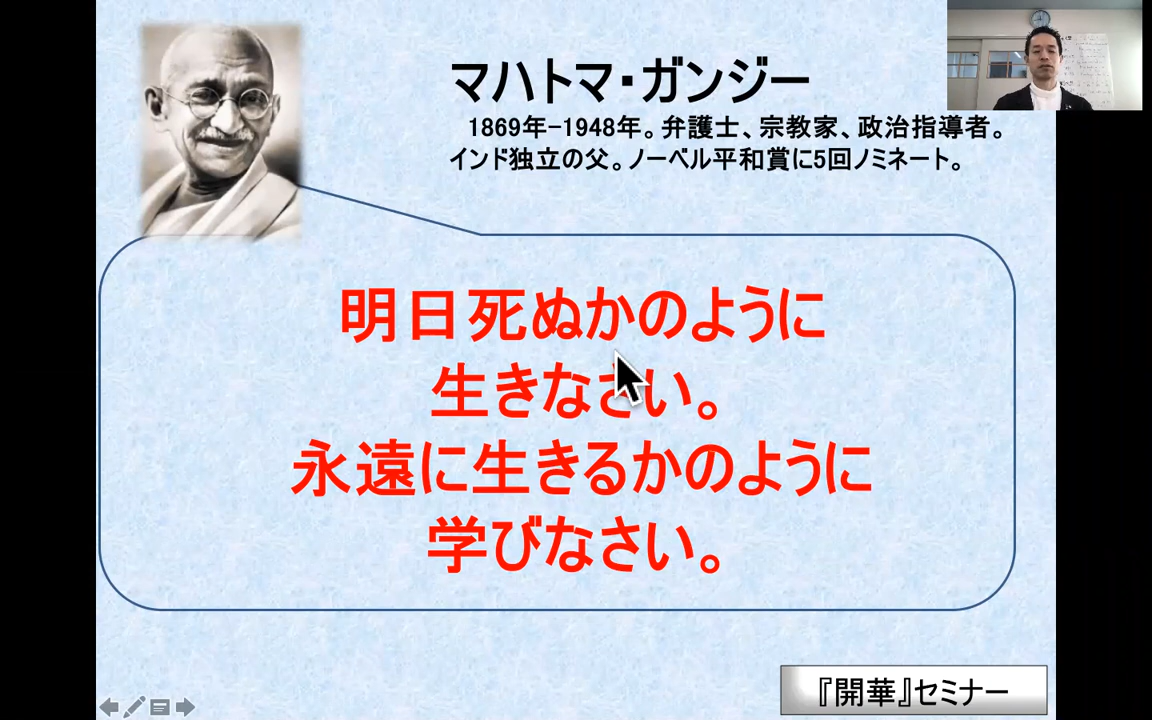 マハトマ・ガンジー
1869年-1948年。弁護士、宗教家、政治指導者。
インド独立の父。ノーベル平和賞に5回ノミネート。
明日死ぬかのように
生きなさい。
永遠に生きるかのように
学びなさい。
『開華』セミナー